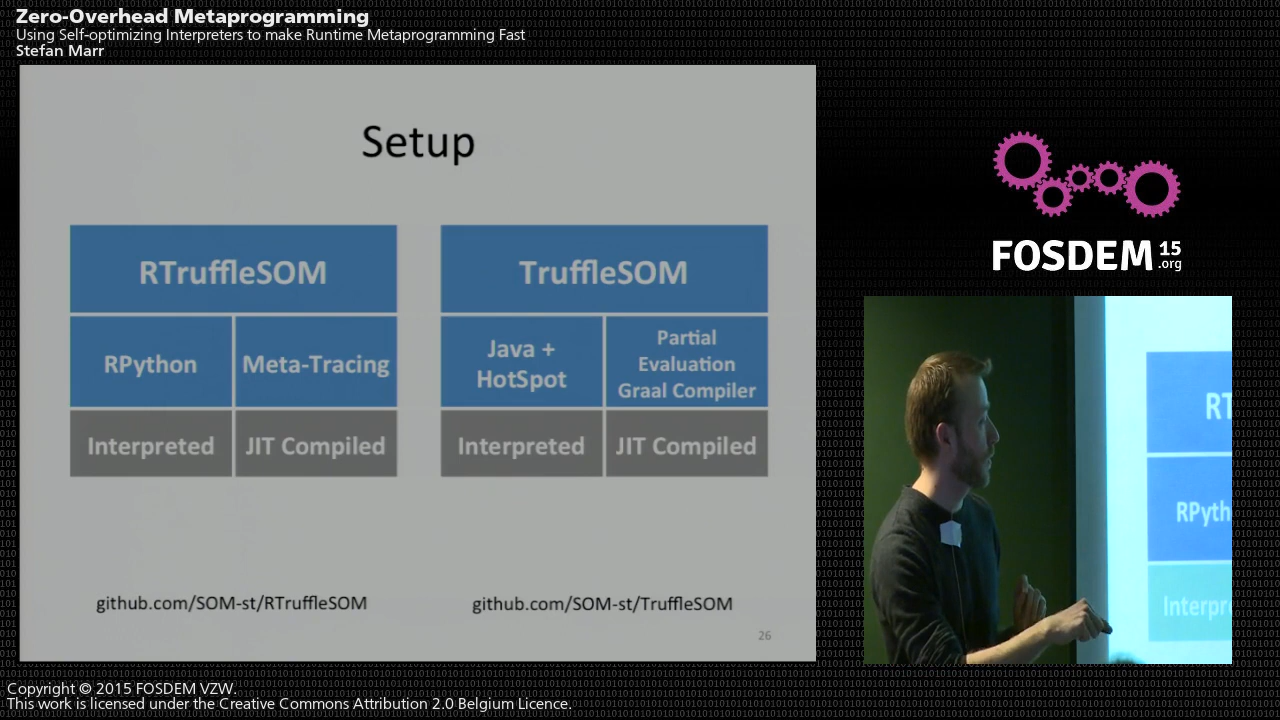 Zero-Overhead Metaprogramming
Using Self-optimizing Interpreters to make Runtime Metaprogramming Fast
Stefan Marr
Setup
RTruffleSOM
TruffleSOM
RPython
Meta-Tracing
Java +
HotSpot
Partial
Evaluation
Graal Compiler
Interpreted
JIT Compiled
Interpreted
JIT Compiled
github.com/SOM-st/RTruffleSOM
github.com/SOM-st/TruffleSOM
26
FOSDEM 15
.org
RT
RPyth
Interpre
Copyright © 2015 FOSDEM VZW.
This work is licensed under the Creative Commons Attribution 2.0 Belgium Licence.